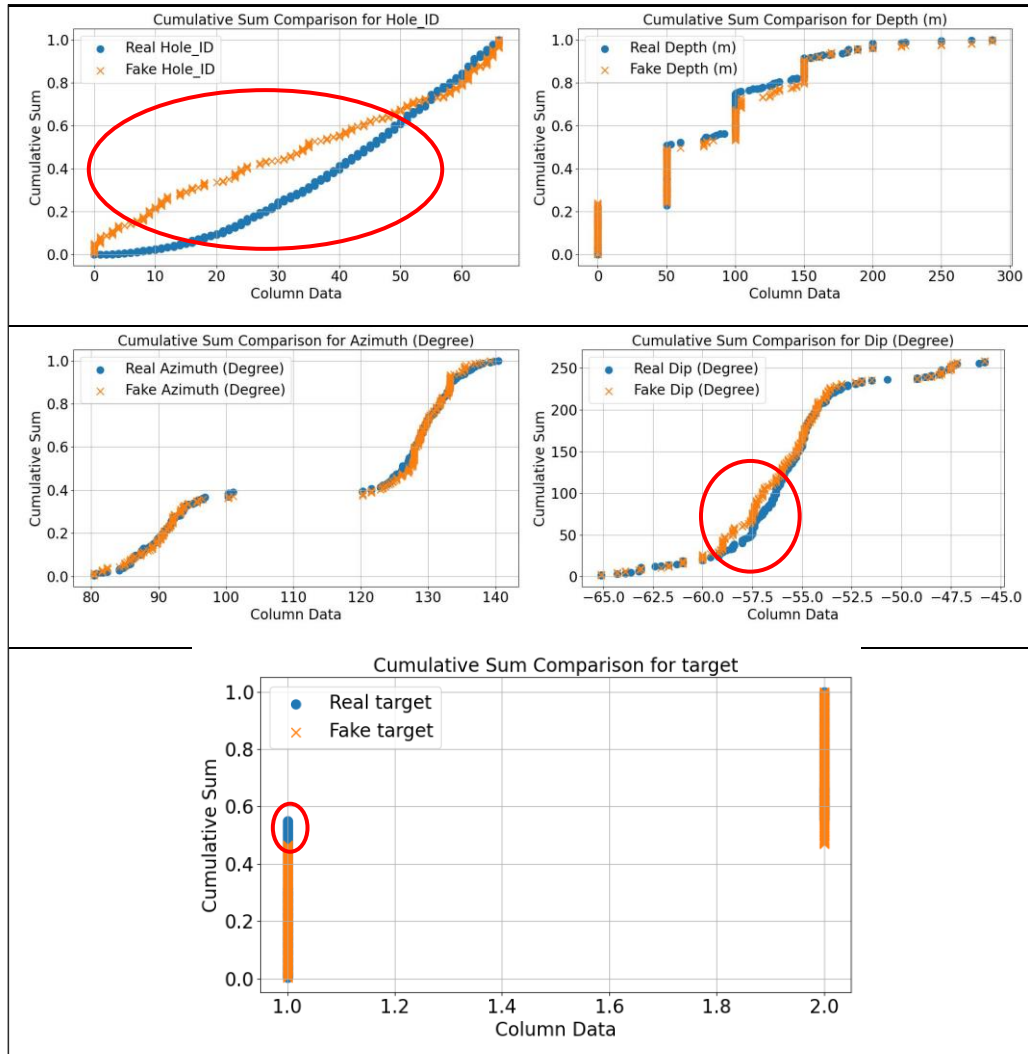 Cumulative Sum Comparison for Hole_ID
Real Hole_ID
Fake Hole_ID
1.0
0.8
0.6
0.4
0.2
0.0
Cumulative Sum
0 10 20 30 40 50 60
Column Data
Cumulative Sum Comparison for Depth (m)
Real Depth (m)
Fake Depth (m)
1.0
0.8
0.6
0.4
0.2
0.0
Cumulative Sum
0 50 100 150 200 250 300
Column Data
Cumulative Sum Comparison for Azimuth (Degree)
Real Azimuth (Degree)
Fake Azimuth (Degree)
1.0
0.8
0.6
0.4
0.2
0.0
Cumulative Sum
80 90 100 110 120 130 140
Column Data
Cumulative Sum Comparison for Dip (Degree)
Real Dip (Degree)
Fake Dip (Degree)
250
200
150
100
50
0
Cumulative Sum
−65.0 −62.5 −60.0 −57.5 −55.0 −52.5 −50.0 −47.5 −45.0
Column Data
Cumulative Sum Comparison for target
Real target
Fake target
1.0
0.8
0.6
0.4
0.2
0.0
Cumulative Sum
1.0 1.2 1.4 1.6 1.8 2.0
Column Data